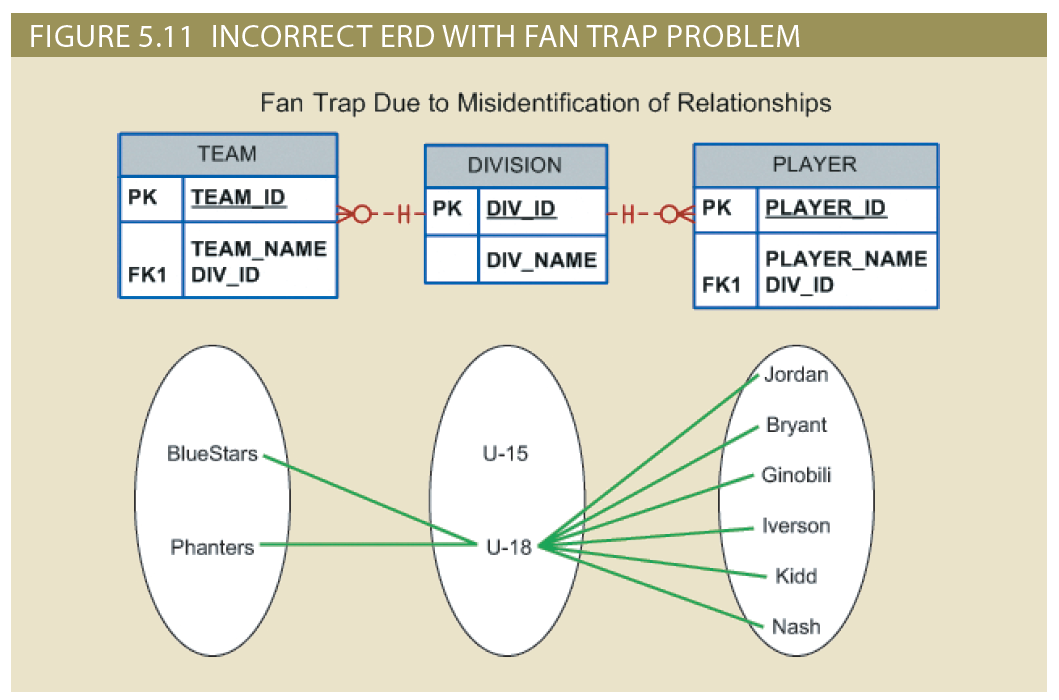 FIGURE 5.11 INCORRECT ERD WITH FAN TRAP PROBLEM
Fan Trap Due to Misidentification of Relationships
TEAM
PK TEAM_ID
TEAM_NAME
FK1 DIV_ID
DIVISION
PK DIV_ID
DIV_NAME
PLAYER
PK PLAYER_ID
PLAYER_NAME
FK1 DIV_ID
BlueStars
Phanters
U-15
U-18
Jordan
Bryant
Ginobili
Iverson
Kidd
Nash